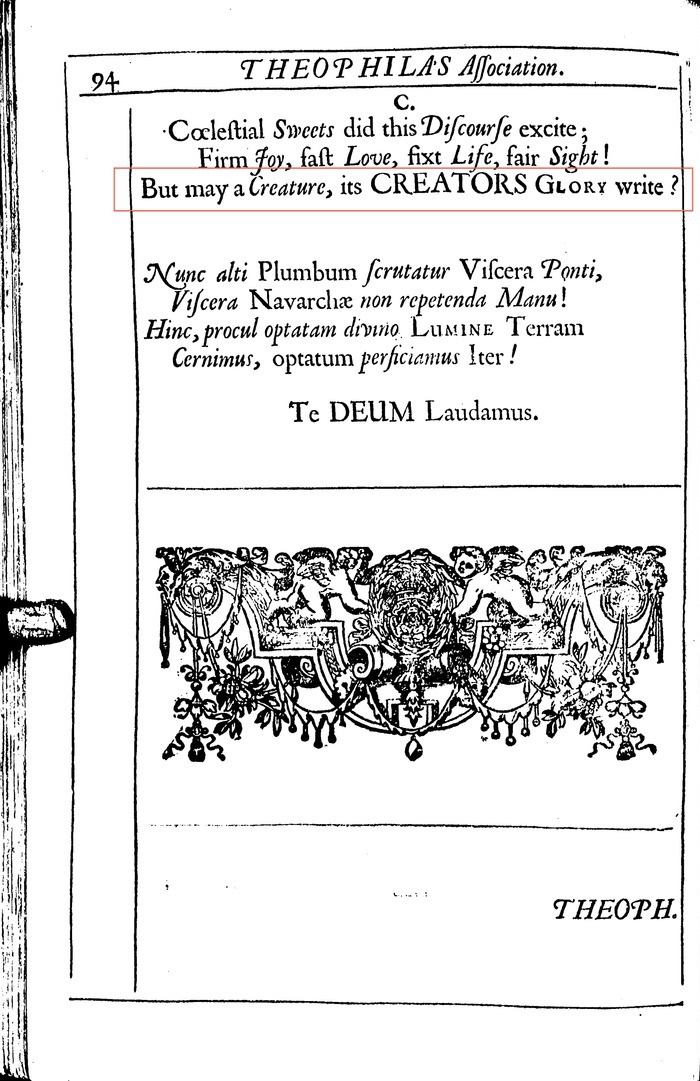 94
THEOPHILA'S Aſſociation.
C.
Cœleſtial Sweets did this Diſcourſe excite;
Firm Joy, faſt Love, fixt Life, fair Sight!
But may a Creature, its CREATORS GLORY write?
Nunc alti Plumbum ſcrutatur Viſcera Ponti,
Viſcera Navarchæ non repetenda Manu!
Hinc, procul optatam divino LUMINE Terram
Cernimus, optatum perficiamus Iter!
Te DEUM Laudamus.
THEOPH.